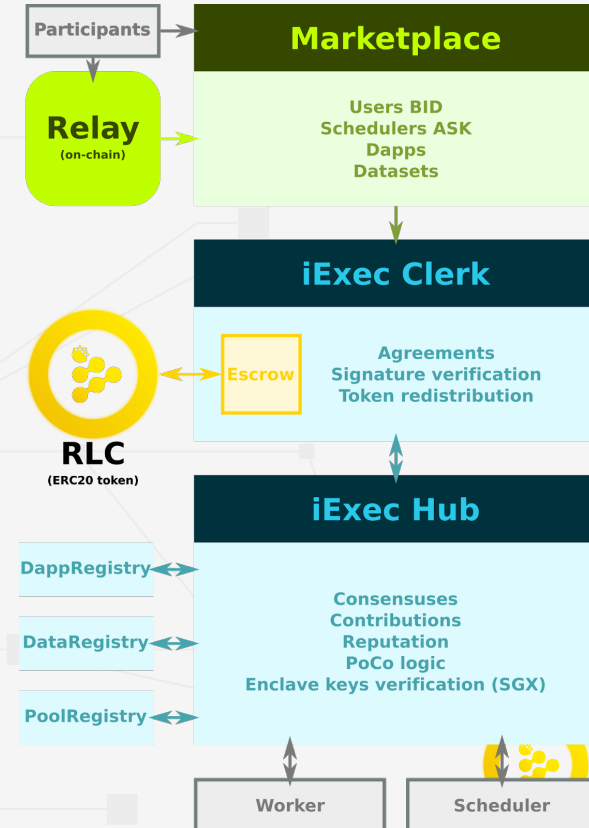 Participants
Marketplace
Relay
(on-chain)
Users BID
Schedulers ASK
Dapps
Datasets
iExec Clerk
Escrow
Agreements
Signature verification
Token redistribution
RLC
(ERC20 token)
iExec Hub
DappRegistry
DataRegistry
PoolRegistry
Consensuses
Contributions
Reputation
PoCo logic
Enclave keys verification (SGX)
Worker
Scheduler